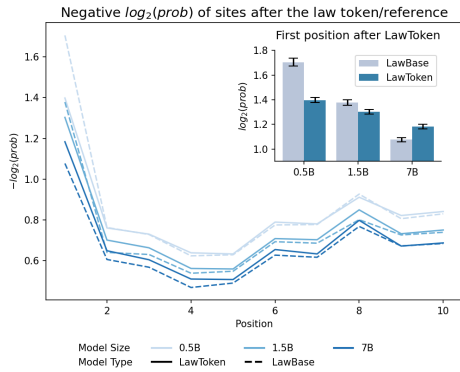 Negative log₂(prob) of sites after the law token/reference
First position after LawToken
1.8
1.6
1.4
1.2
1.0
log₂(prob)
LawBase
LawToken
0.5B
1.5B
7B
1.6
1.4
1.2
1.0
0.8
0.6
−log₂(prob)
2
4
6
8
10
Position
Model Size 0.5B 1.5B 7B
Model Type LawToken LawBase